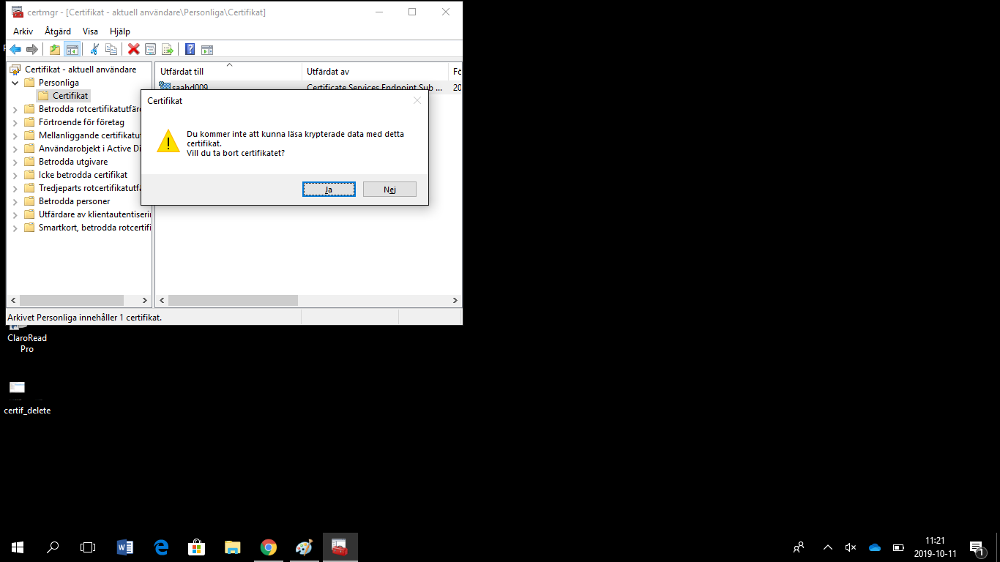 certmgr - [Certifikat - aktuell användare\Personliga\Certifikat]
Arkiv Åtgärd Visa Hjälp
Certifikat - aktuell användare
Personliga
Certifikat
Betrodda rotcertifikatutfär
Förtroende för företag
Mellanliggande certifikatu
Användarobjekt i Active Di
Betrodda utgivare
Icke betrodda certifikat
Tredjeparts rotcertifikatutfa
Betrodda personer
Utfärdare av klientautentiserin
Smartkort, betrodda rotcertifi
Utfärdat till Utfärdat av Fö
saahd009 Certificate Services Endpoint Sub ... 20
Certifikat
Du kommer inte att kunna läsa krypterade data med detta
certifikat.
Vill du ta bort certifikatet?
Ja Nej
Arkivet Personliga innehåller 1 certifikat.
ClaroRead
Pro
certif_delete
11:21
2019-10-11
1